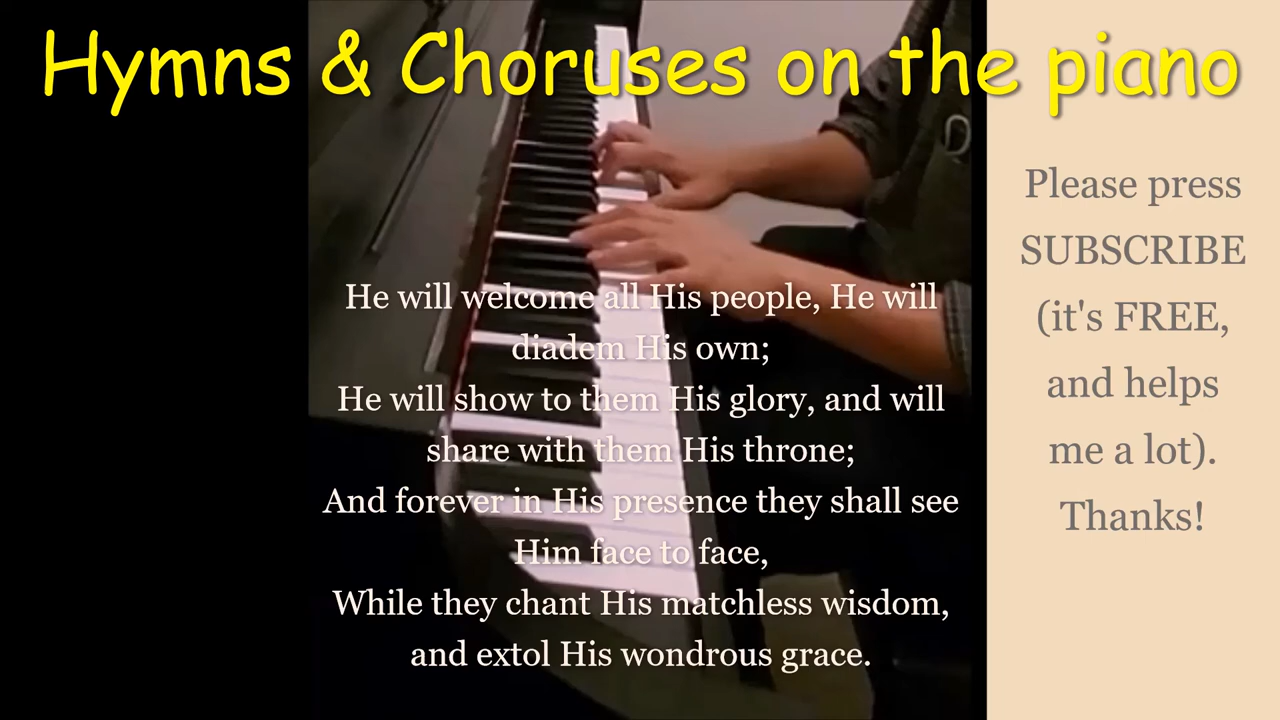 Hymns & Choruses on the piano
He will welcome all His people, He will
diadem His own;
He will show to them His glory, and will
share with them His throne;
And forever in His presence they shall see
Him face to face,
While they chant His matchless wisdom,
and extol His wondrous grace.
Please press
SUBSCRIBE
(it's FREE,
and helps
me a lot).
Thanks!